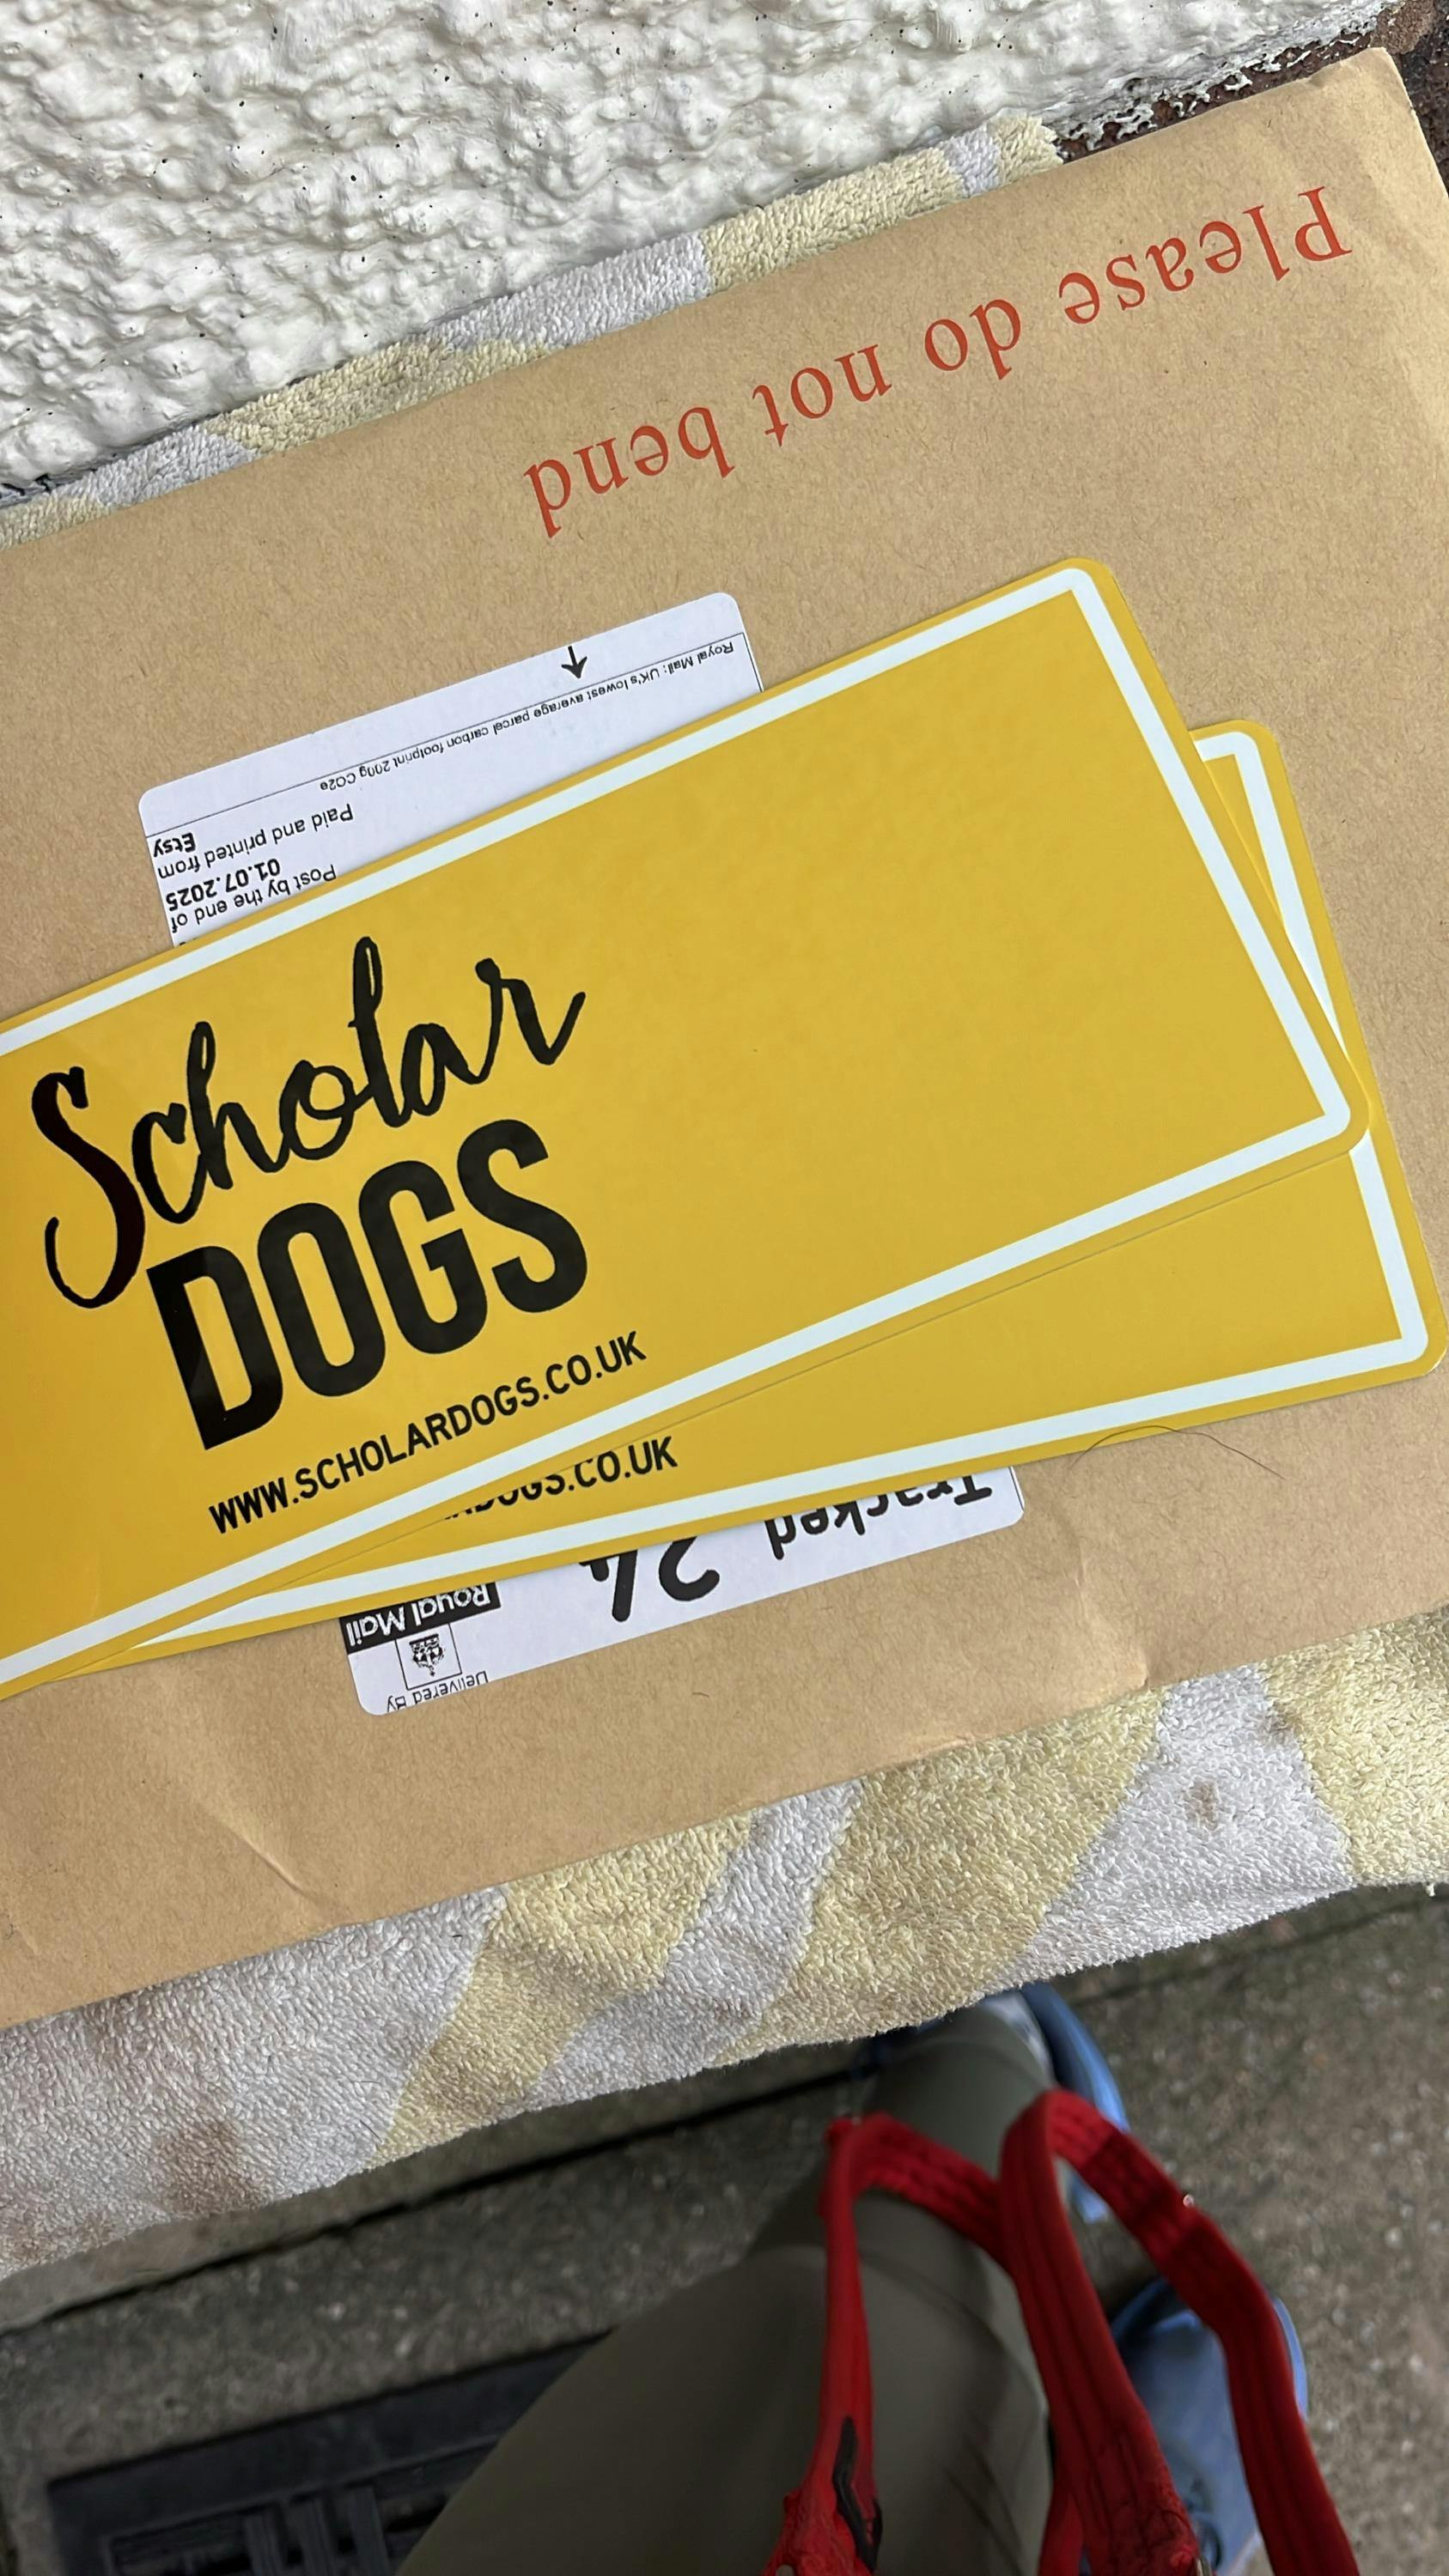 Please do not bend
Royal Mail: UK's lowest average parcel carbon footprint 200g CO2e
Paid and printed from
Etsy
Post by the end of
01.07.2025
Scholar
DOGS
WWW.SCHOLARDOGS.CO.UK
DOGS.CO.UK
Tracked 24
Royal Mail
Delivered By